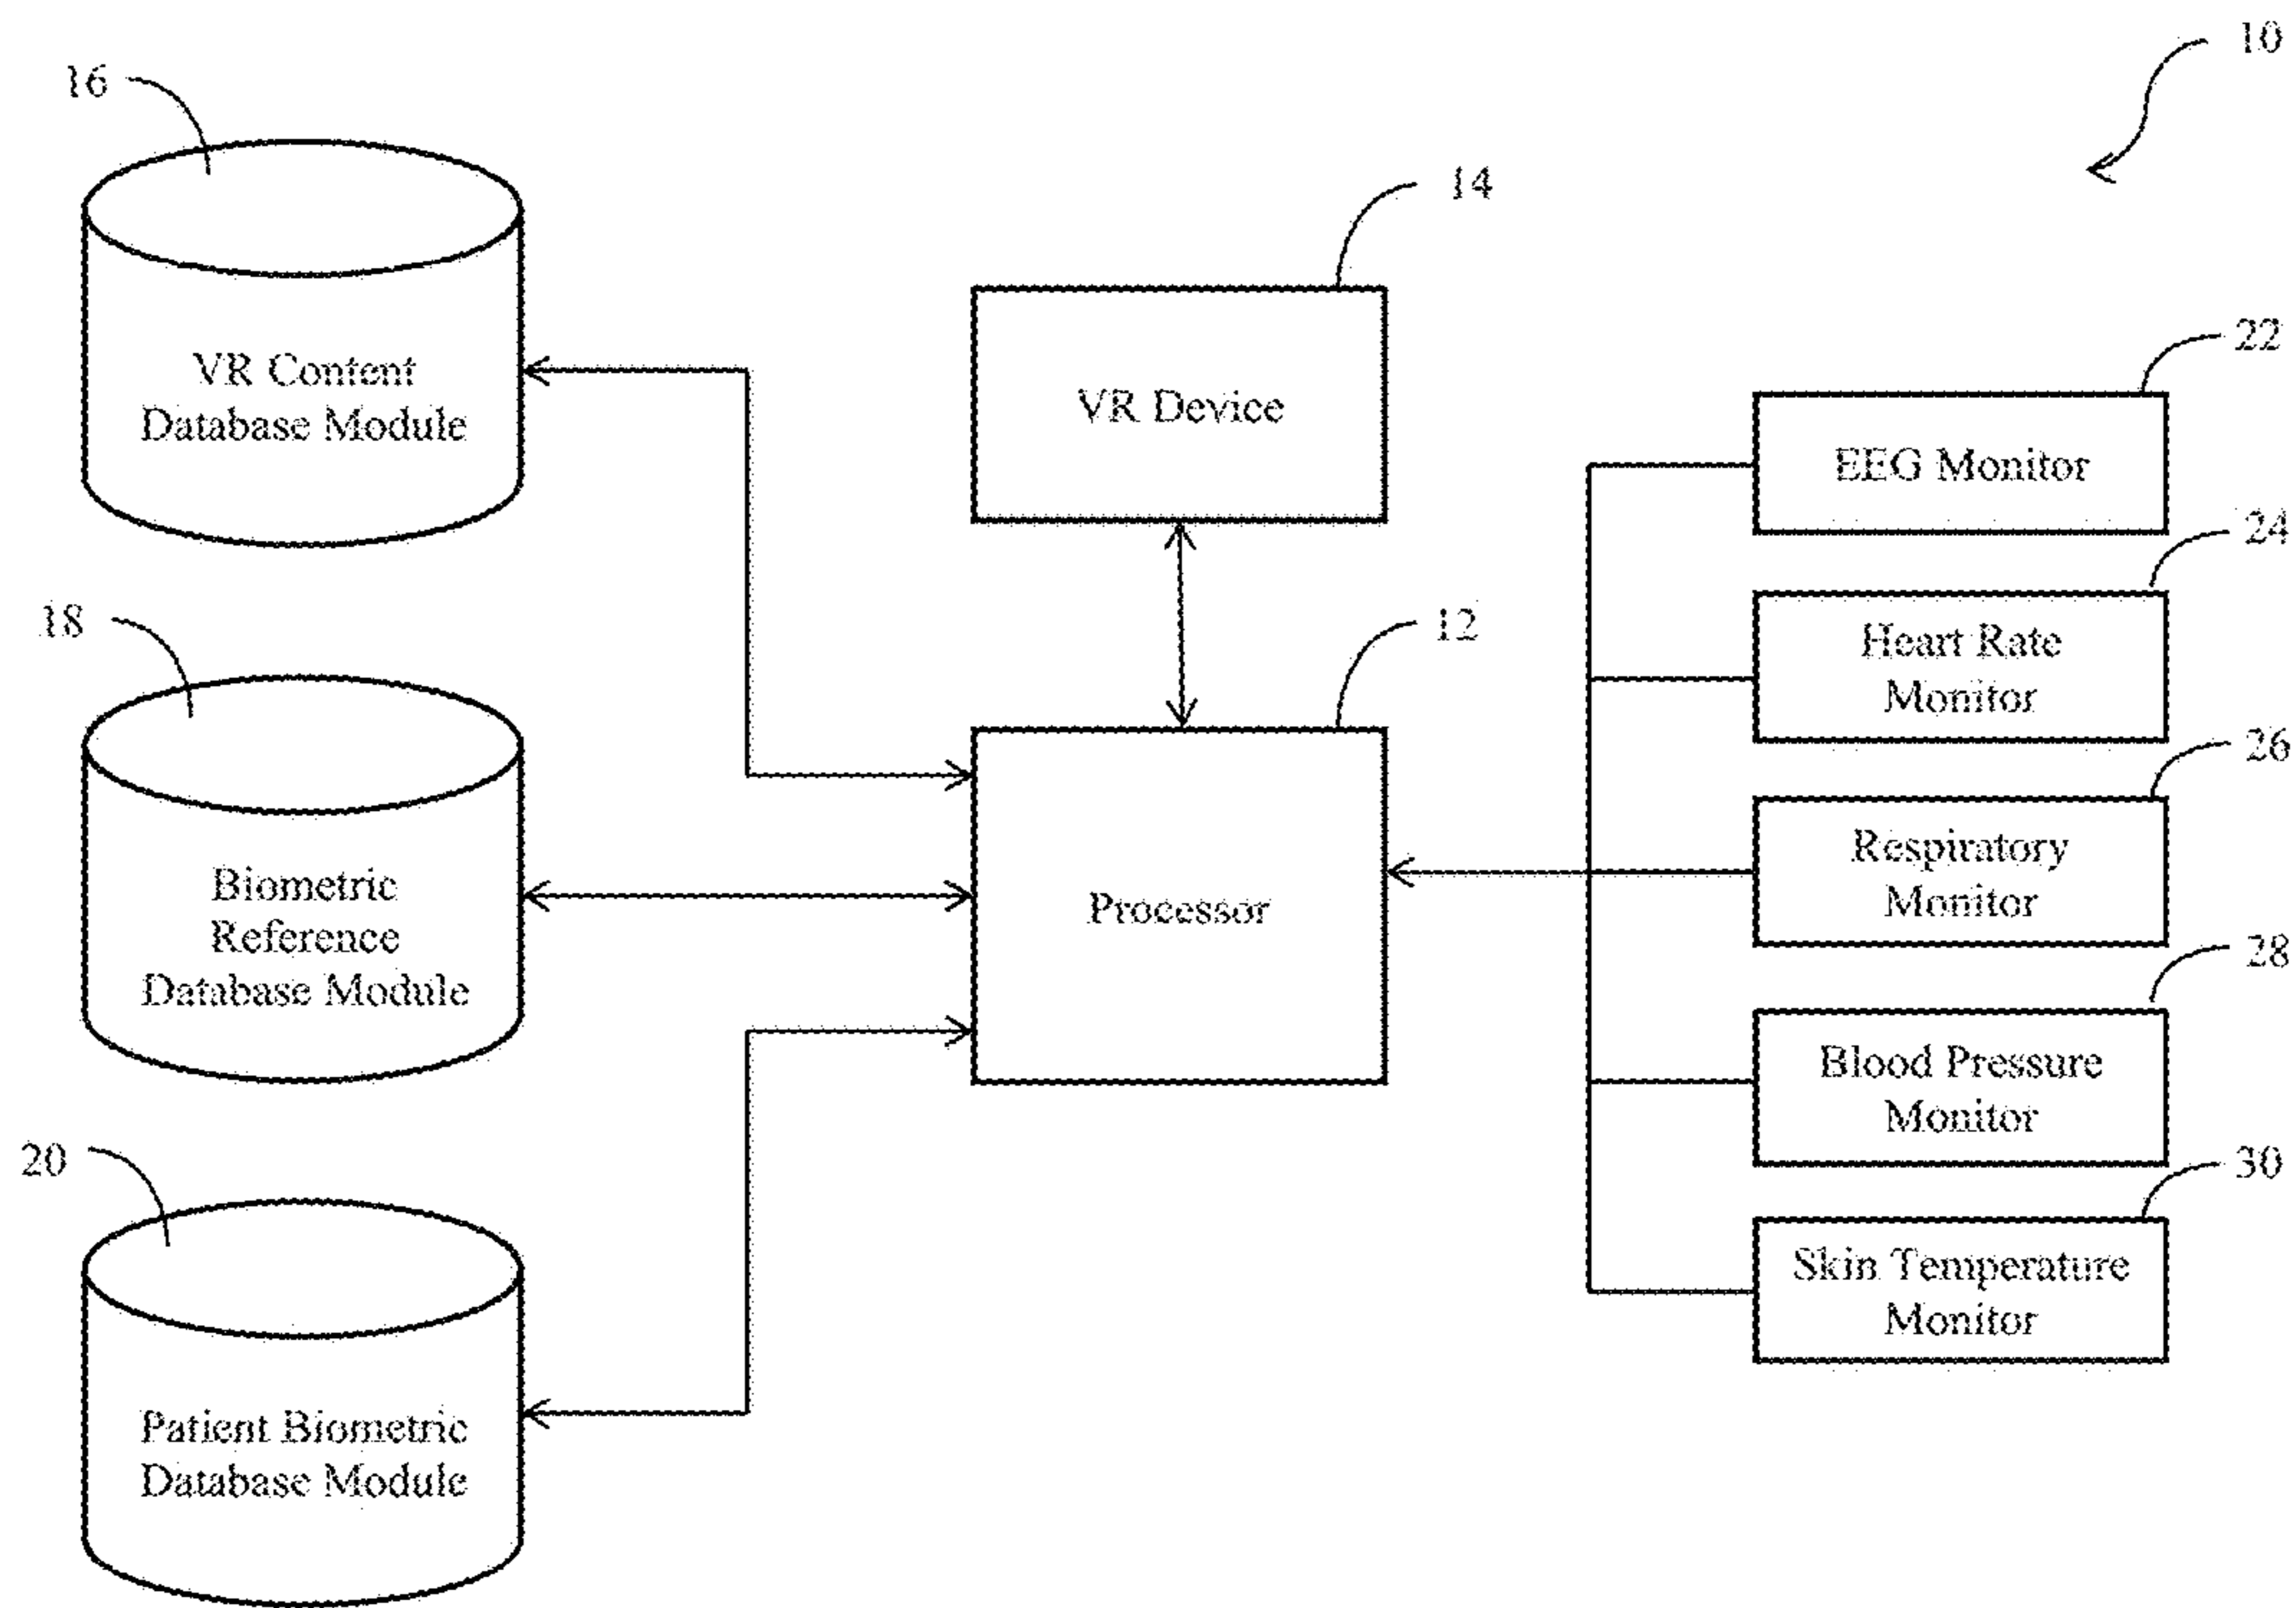 10
16
14
VR Content
Database Module
VR Device
22
EEG Monitor
24
18
12
Heart Rate
Monitor
26
Biometric
Reference
Database Module
Processor
Respiratory
Monitor
28
Blood Pressure
Monitor
20
30
Skin Temperature
Monitor
Patient Biometric
Database Module